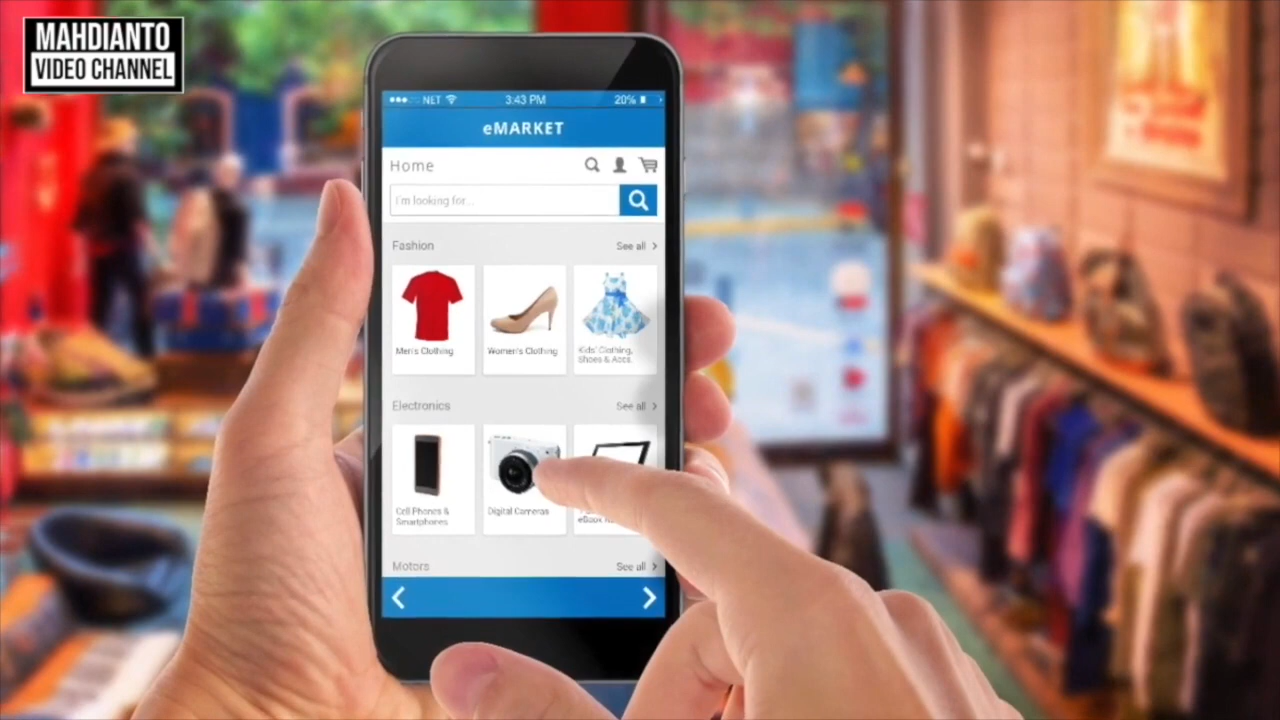 MAHDIANTO
VIDEO CHANNEL
NET 3:43 PM 20%
eMARKET
Home
I'm looking for...
Fashion See all
Men's Clothing Women's Clothing Kids' Clothing,
Shoes & Accs.
Electronics See all
Cell Phones & Digital Cameras
Smartphones eBook
Motors See all